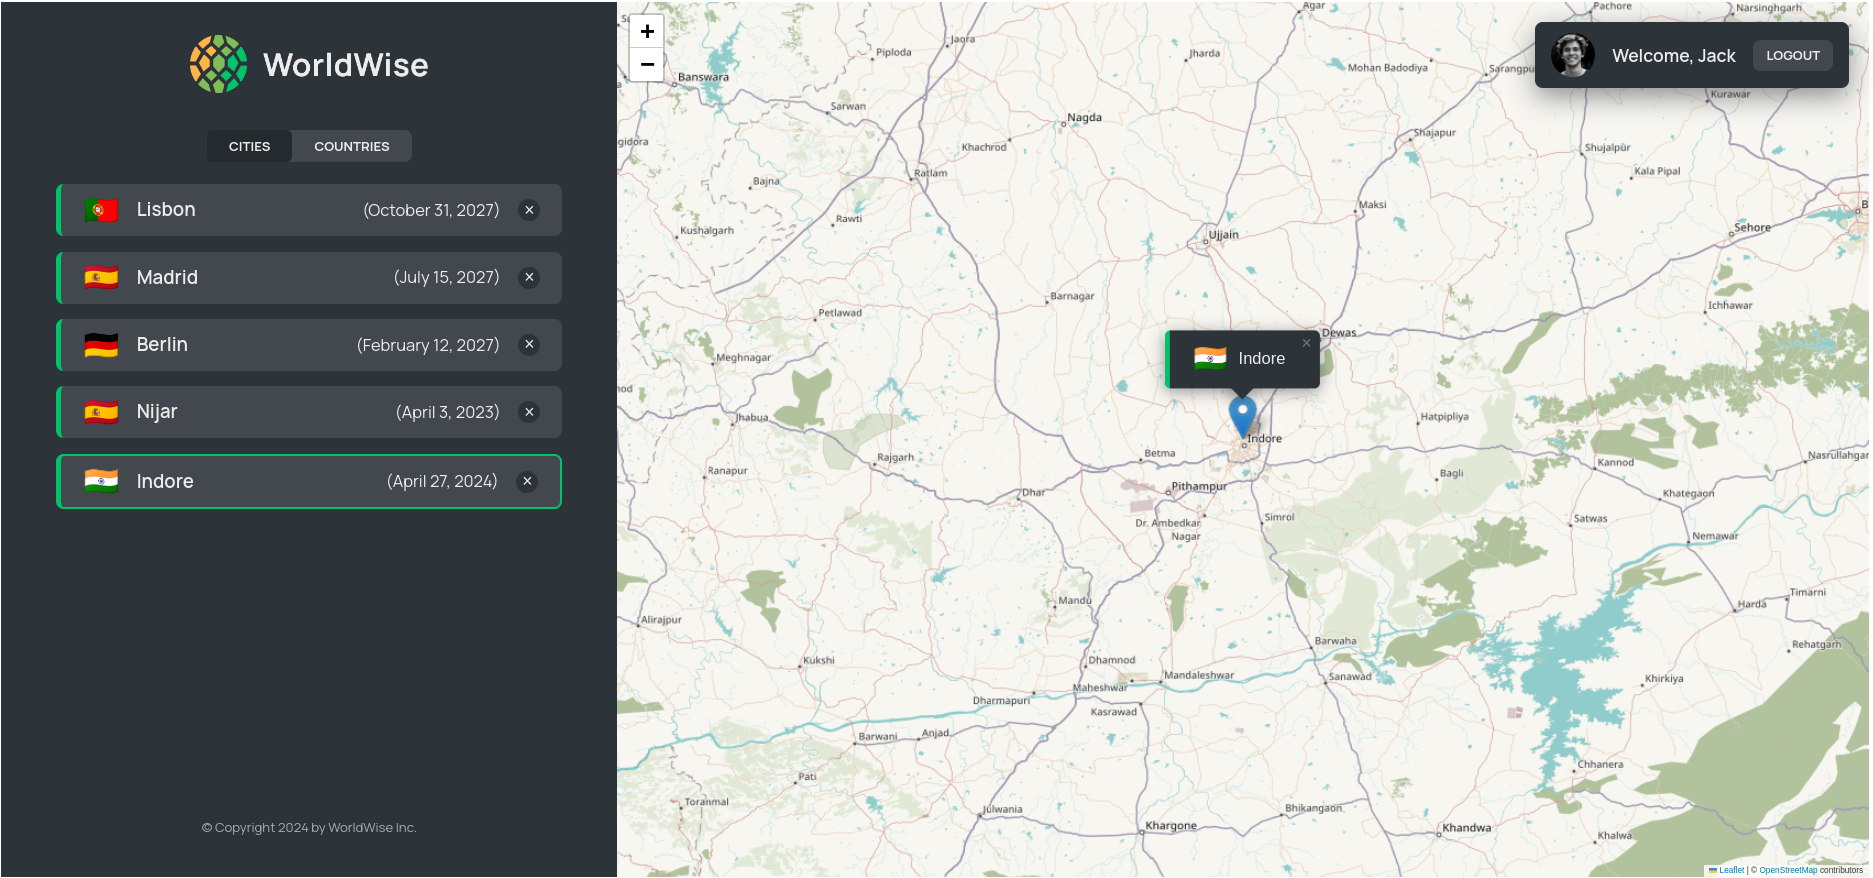 WorldWise
CITIES COUNTRIES
Lisbon (October 31, 2027) ×
Madrid (July 15, 2027) ×
Berlin (February 12, 2027) ×
Nijar (April 3, 2023) ×
Indore (April 27, 2024) ×
© Copyright 2024 by WorldWise Inc.
+
−
Welcome, Jack LOGOUT
Indore ×
Agar
Pachore
Narsinghgarh
Jaora
Piploda
Jharda
Mohan Badodiya
Sarangpu
Banswara
Kurawar
Sarwan
Nagda
Shajapur
gidora
Khachrod
Shujalpur
Ratlam
Kala Pipal
Bajna
Maksi
Rawti
Kushalgarh
Ujjain
Sehore
Barnagar
Ichhawar
Petlawad
Dewas
Meghnagar
Jhabua
Hatpipliya
Indore
Betma
Rajgarh
Ranapur
Bagli
Kannod
Nasrullahgan
Pithampur
Dhar
Khategaon
Dr. Ambedkar
Nagar
Simrol
Satwas
Nemawar
Mandu
Timarni
Harda
Alirajpur
Barwaha
Rehatgarh
Kukshi
Dhamnod
Mandaleshwar
Sanawad
Khirkiya
Maheshwar
Dharmapuri
Kasrawad
Barwani
Anjad
Pati
Chhanera
Toranmal
Julwania
Bhikangaon
Khargone
Khandwa
Khalwa
Leaflet | © OpenStreetMap contributors